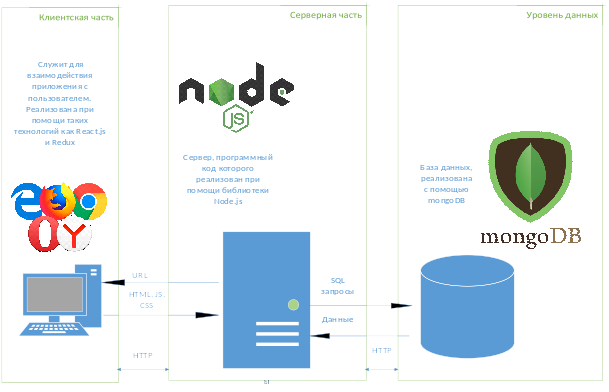 Клиентская часть
Серверная часть
Уровень данных
Служит для
взаимодействия
приложения с
пользователем.
Реализована при
помощи таких
технологий как React.js
и Redux
node
JS
Сервер, программный
код которого
реализован при
помощи библиотеки
Node.js
База данных,
реализована
с помощью
mongoDB
mongoDB
URL
HTML, JS,
CSS
SQL
запросы
Данные
HTTP
HTTP